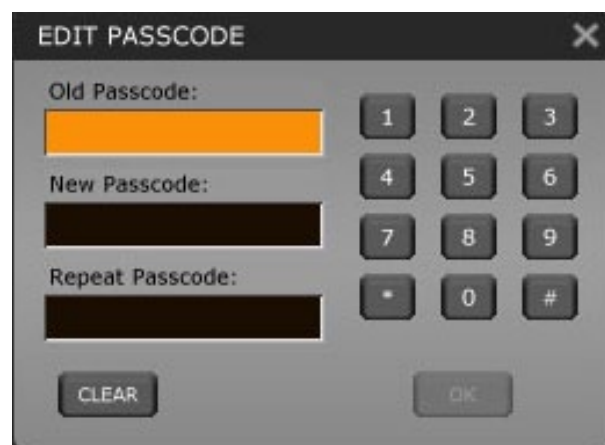 EDIT PASSCODE ×
Old Passcode:
1 2 3
New Passcode:
4 5 6
7 8 9
Repeat Passcode:
* 0 #
CLEAR OK